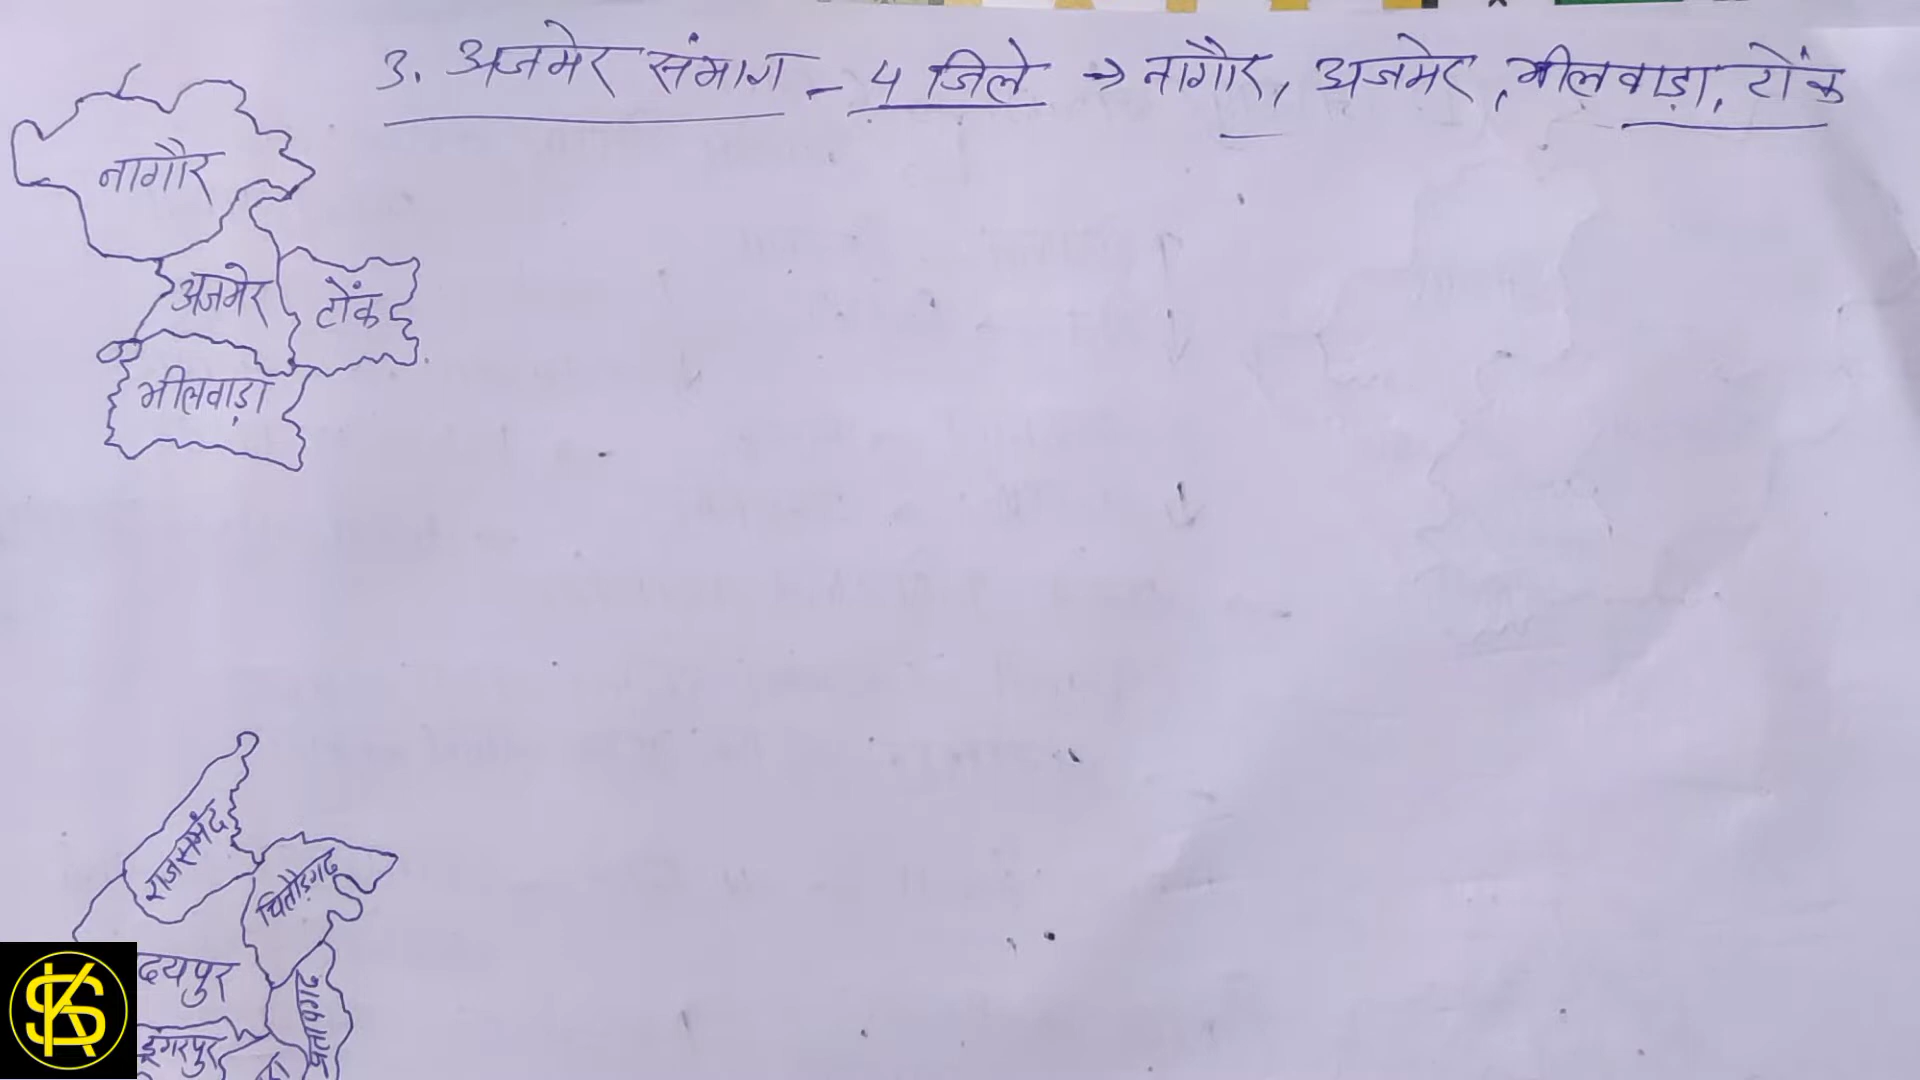 3. अजमेर संभाग - 4 जिले → नागौर, अजमेर, भीलवाड़ा, टोंक
नागौर
अजमेर
टोंक
भीलवाड़ा
राजसमंद
चितौड़गढ
दयपुर
डूंगरपुर
प्रतापगढ